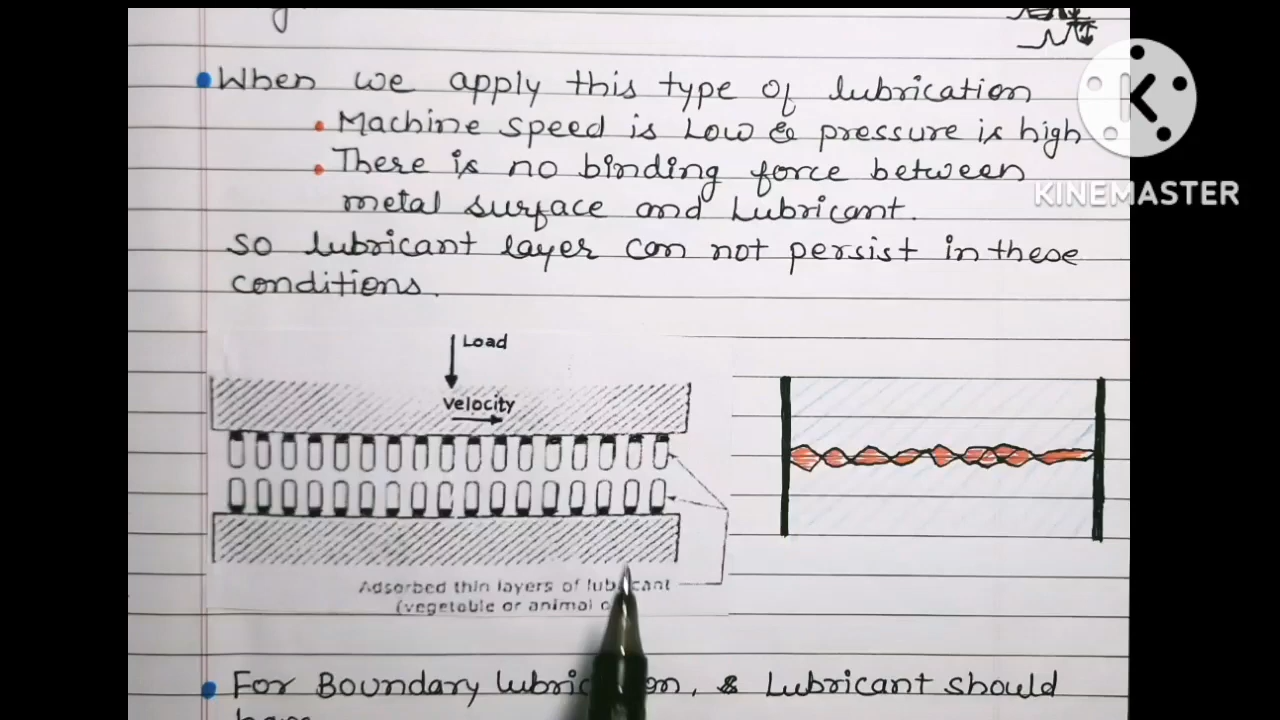 When we apply this type of lubrication
Machine speed is Low & pressure is high
There is no binding force between
metal surface and Lubricant.
So lubricant layer can not persist in these
conditions.
Load
Velocity
Adsorbed thin layers of lubricant
(vegetable or animal
For Boundary lubrication, & Lubricant should
KINEMASTER